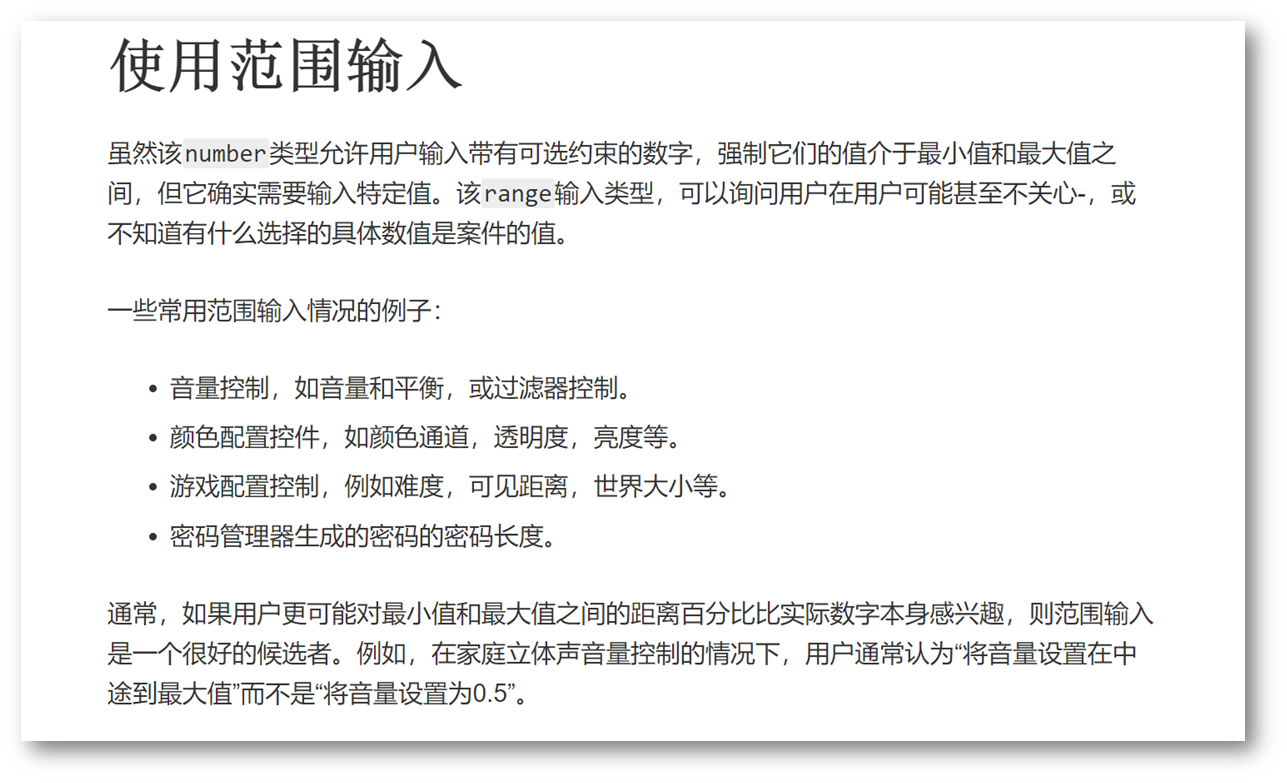 使用范围输入
虽然该number类型允许用户输入带有可选约束的数字，强制它们的值介于最小值和最大值之
间，但它确实需要输入特定值。该range输入类型，可以询问用户在用户可能甚至不关心-，或
不知道有什么选择的具体数值是案件的值。
一些常用范围输入情况的例子：
• 音量控制，如音量和平衡，或过滤器控制。
• 颜色配置控件，如颜色通道，透明度，亮度等。
• 游戏配置控制，例如难度，可见距离，世界大小等。
• 密码管理器生成的密码的密码长度。
通常，如果用户更可能对最小值和最大值之间的距离百分比比实际数字本身感兴趣，则范围输入
是一个很好的候选者。例如，在家庭立体声音量控制的情况下，用户通常认为“将音量设置在中
途到最大值”而不是“将音量设置为0.5”。